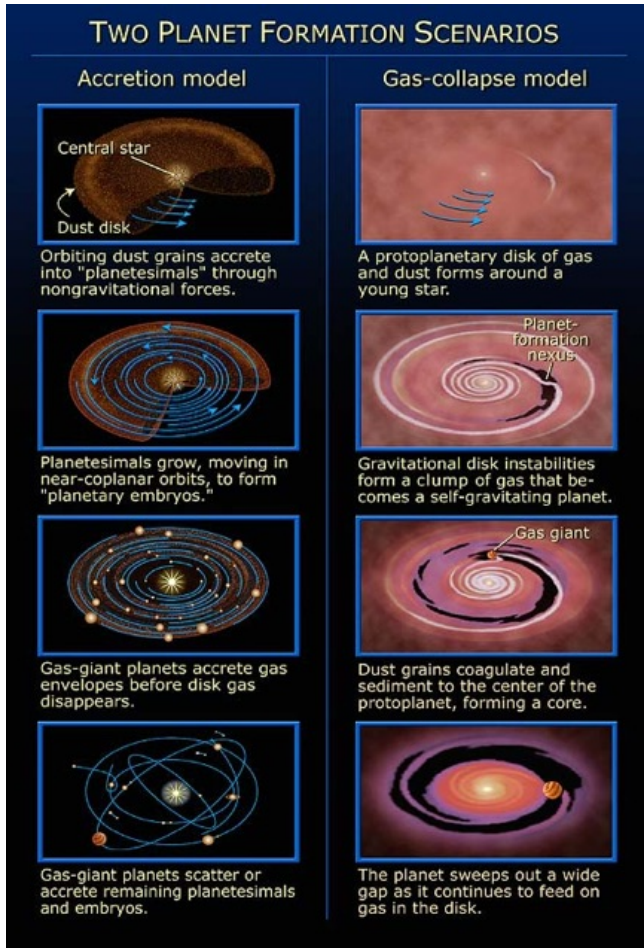 TWO PLANET FORMATION SCENARIOS
Accretion model
Central star
Dust disk
Orbiting dust grains accrete
into "planetesimals" through
nongravitational forces.
Planetesimals grow, moving in
near-coplanar orbits, to form
"planetary embryos."
Gas-giant planets accrete gas
envelopes before disk gas
disappears.
Gas-giant planets scatter or
accrete remaining planetesimals
and embryos.
Gas-collapse model
A protoplanetary disk of gas
and dust forms around a
young star.
Planet-
formation
nexus
Gravitational disk instabilities
form a clump of gas that be-
comes a self-gravitating planet.
Gas giant
Dust grains coagulate and
sediment to the center of the
protoplanet, forming a core.
The planet sweeps out a wide
gap as it continues to feed on
gas in the disk.